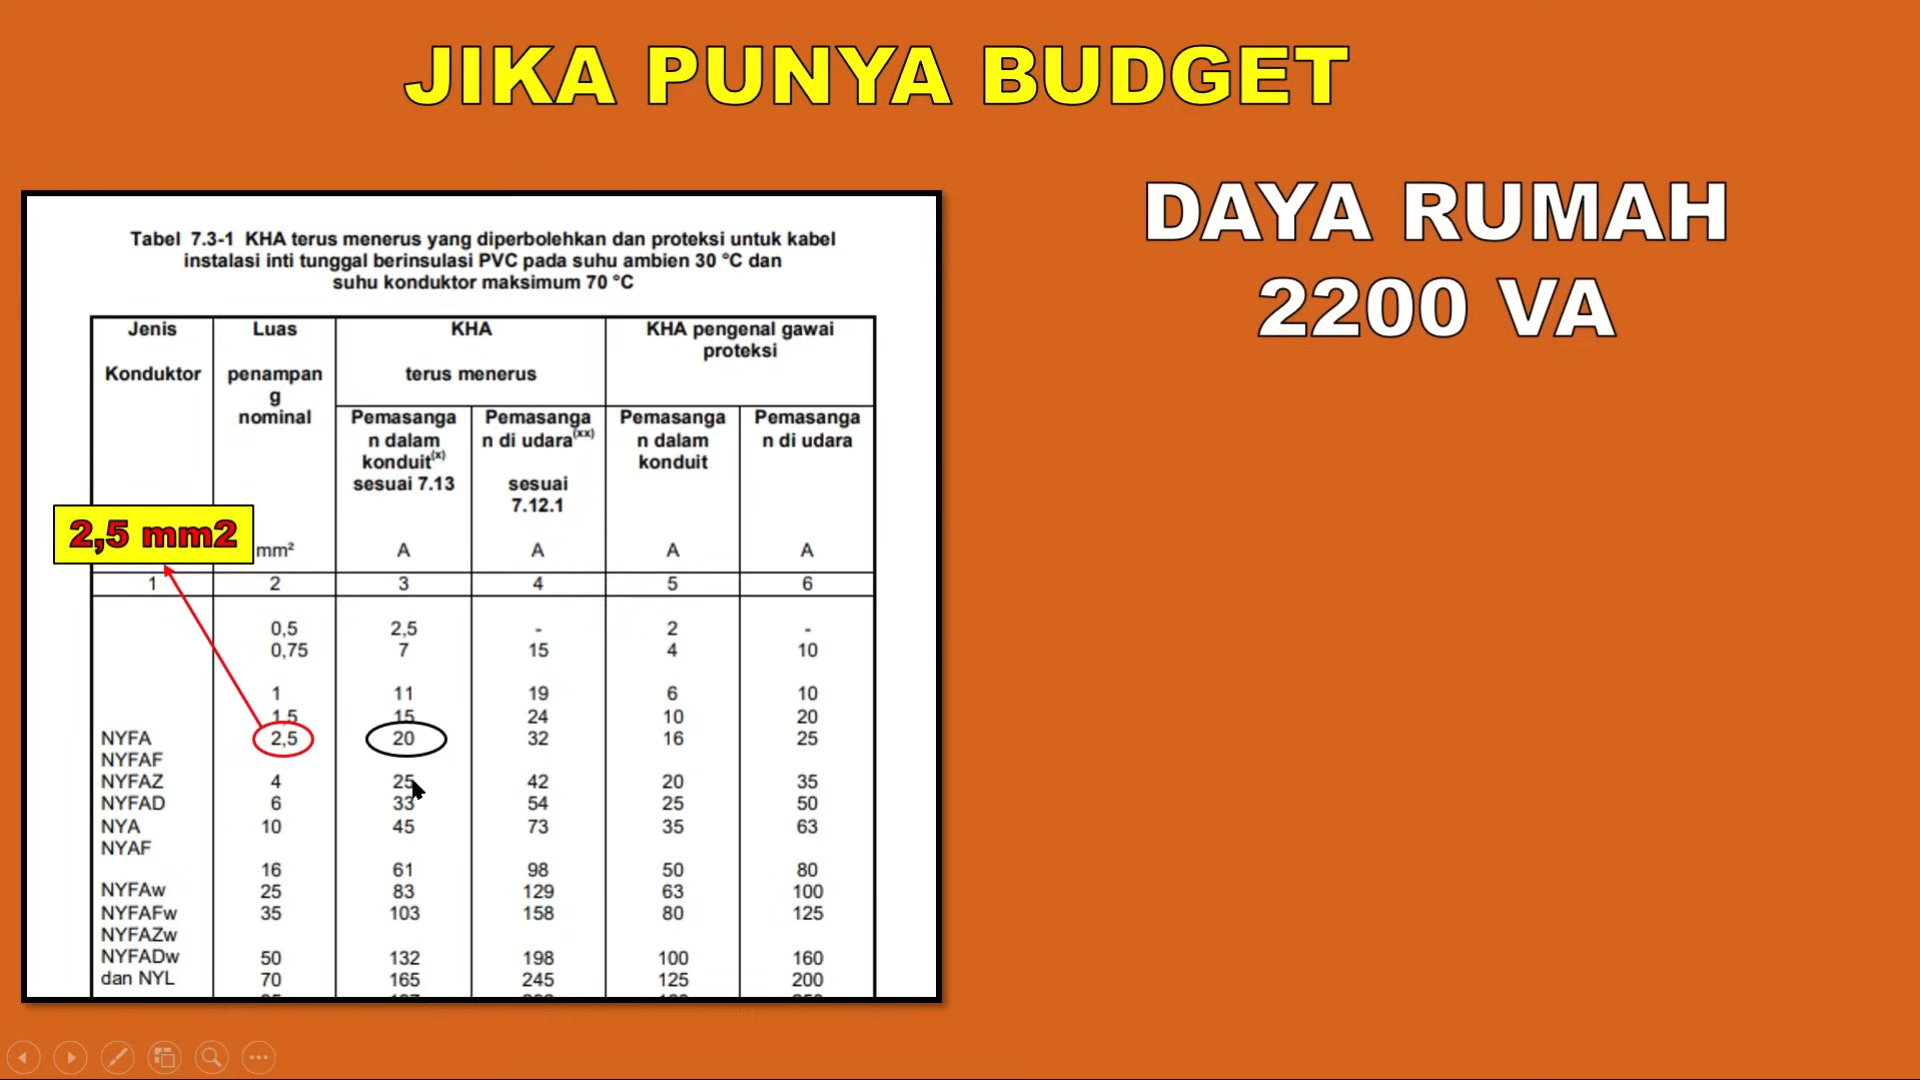 JIKA PUNYA BUDGET
DAYA RUMAH
2200 VA
Tabel 7.3-1 KHA terus menerus yang diperbolehkan dan proteksi untuk kabel
instalasi inti tunggal berinsulasi PVC pada suhu ambien 30 °C dan
suhu konduktor maksimum 70 °C
Jenis Luas KHA KHA pengenal gawai
proteksi
Konduktor penampan terus menerus
g
nominal Pemasanga Pemasanga Pemasanga Pemasanga
n dalam n di udara(xx) n dalam n di udara
konduit(x) konduit
sesuai 7.13 sesuai
7.12.1
2,5 mm2
mm² A A A A
1 2 3 4 5 6
0,5 2,5 - 2 -
0,75 7 15 4 10
1 11 19 6 10
1,5 15 24 10 20
NYFA 2,5 20 32 16 25
NYFAF
NYFAZ 4 25 42 20 35
NYFAD 6 33 54 25 50
NYA 10 45 73 35 63
NYAF
16 61 98 50 80
NYFAw 25 83 129 63 100
NYFAFw 35 103 158 80 125
NYFAZw
NYFADw 50 132 198 100 160
dan NYL 70 165 245 125 200